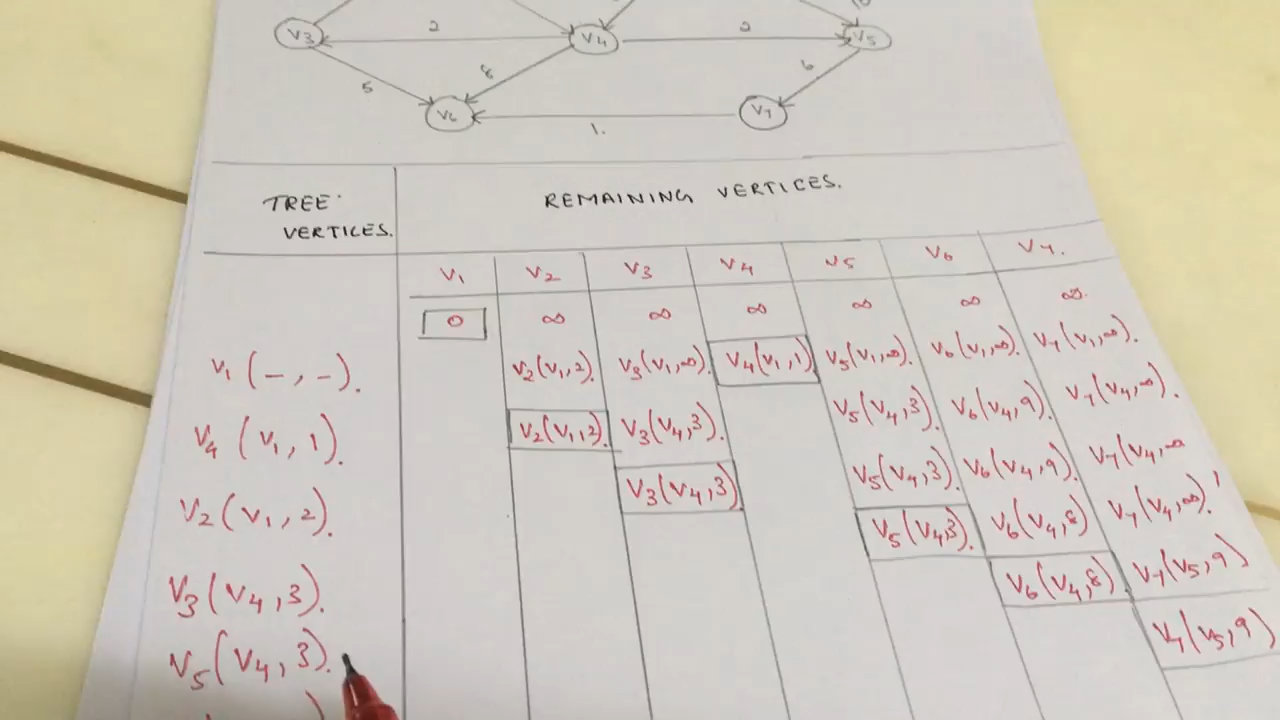 2
V3
V4
2
V5
8
6
5
V6
V7
1.
TREE
VERTICES.
REMAINING VERTICES.
V1 V2 V3 V4 V5 V6 V7.
0 ∞ ∞ ∞ ∞ ∞ ∞.
V1 (-, -). V2(V1,2). V3(V1,∞). V4(V1,1) V5(V1,∞). V6(V1,∞). V7(V1,∞).
V4 (V1, 1). V2(V1,2). V3(V4,3). V5(V4,3). V6(V4,9). V7(V4,∞).
V2(V1,2). V3(V4,3) V5(V4,3). V6(V4,9). V7(V4,∞
V3(V4,3). V5(V4,3). V6(V4,8) V7(V4,∞).
V5(V4,3). V6(V4,8). V7(V5,9)
V7(V5,9)